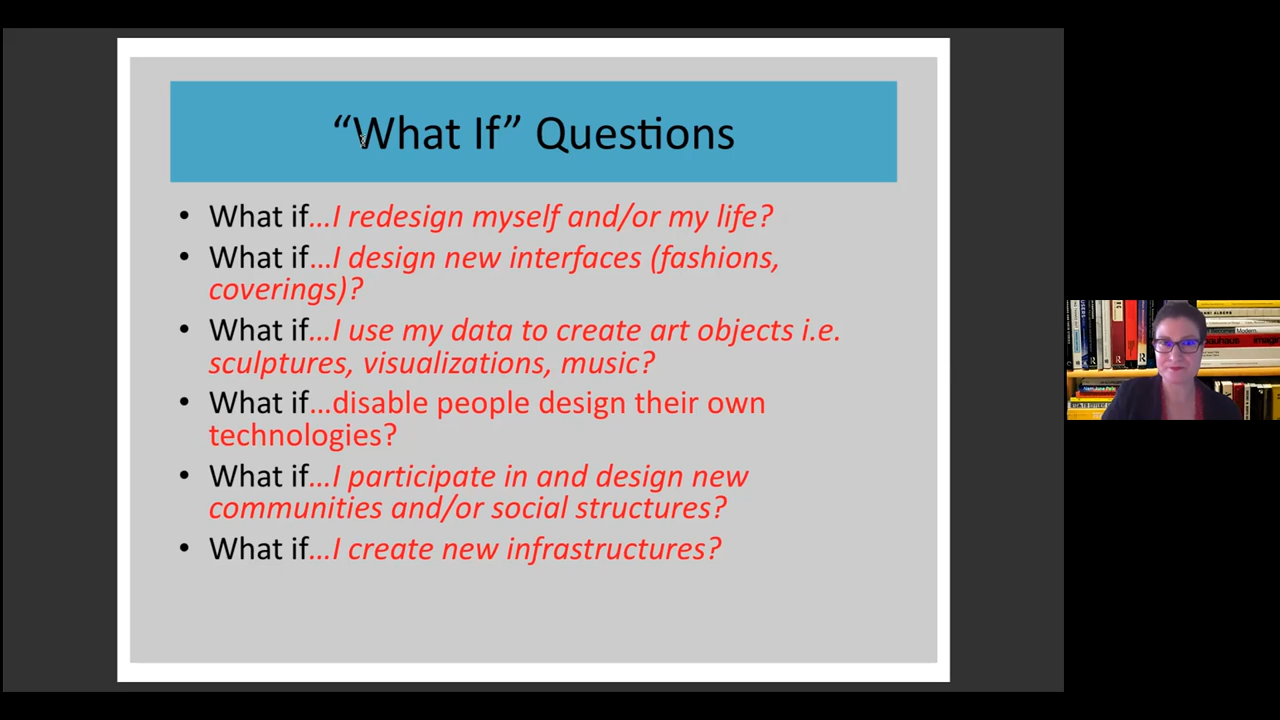 “What If” Questions
• What if...I redesign myself and/or my life?
• What if...I design new interfaces (fashions,
coverings)?
• What if...I use my data to create art objects i.e.
sculptures, visualizations, music?
• What if...disable people design their own
technologies?
• What if...I participate in and design new
communities and/or social structures?
• What if...I create new infrastructures?